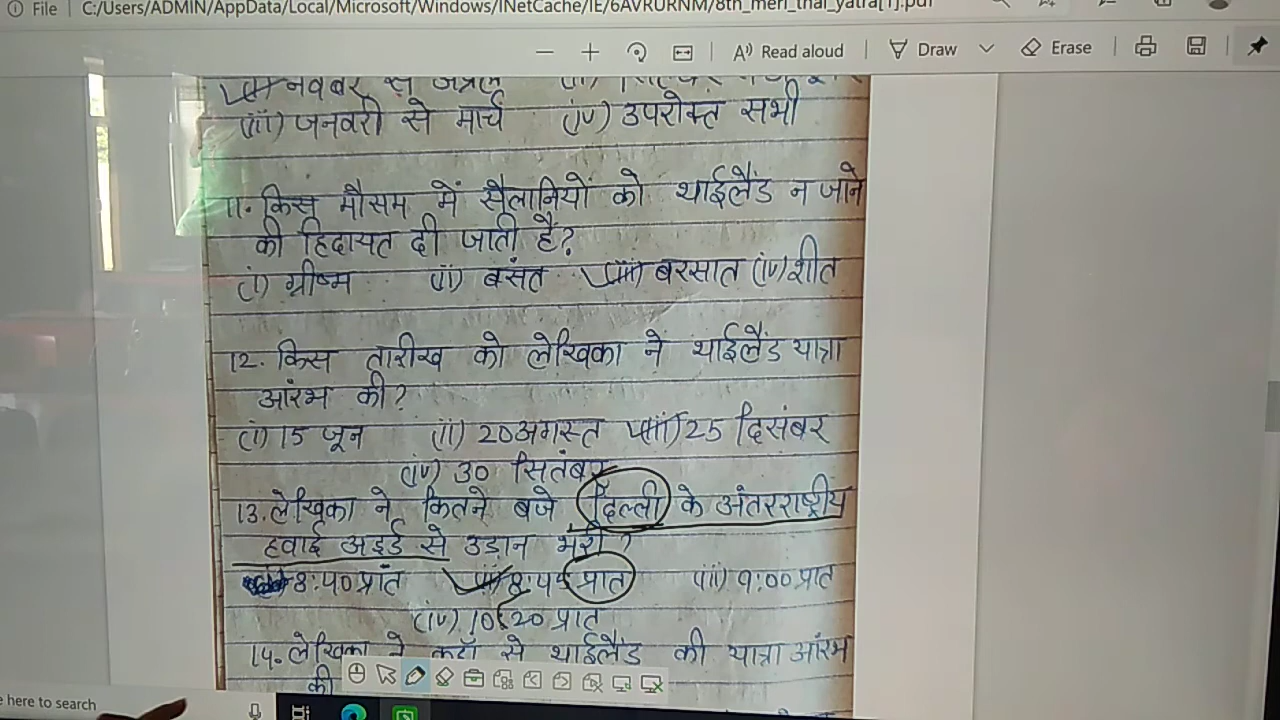 File C:/Users/ADMIN/AppData/Local/Microsoft/Windows/INetCache/IE/6AVRURNM/8th_meri_thai_yatra[1].pdf
Read aloud Draw Erase
नवंबर से
(iii) जनवरी से मार्च (iv) उपरोक्त सभी
11. किस मौसम में सैलानियों को थाईलैंड न जाने
की हिदायत दी जाती है?
(i) ग्रीष्म (ii) बसंत (iii) बरसात (iv) शीत
12. किस तारीख को लेखिका ने थाईलैंड यात्रा
आरंभ की?
(i) 15 जून (ii) 20 अगस्त (iii) 25 दिसंबर
(iv) 30 सितंबर
13. लेखिका ने कितने बजे दिल्ली के अंतरराष्ट्रीय
हवाई अड्डे से उड़ान भरी?
8:40 प्रात (ii) 8:45 प्रात (iii) 9:00 प्रात
(iv) 10:20 प्रात
14. लेखिका ने कहाँ से थाईलैंड की यात्रा आरंभ
की
here to search